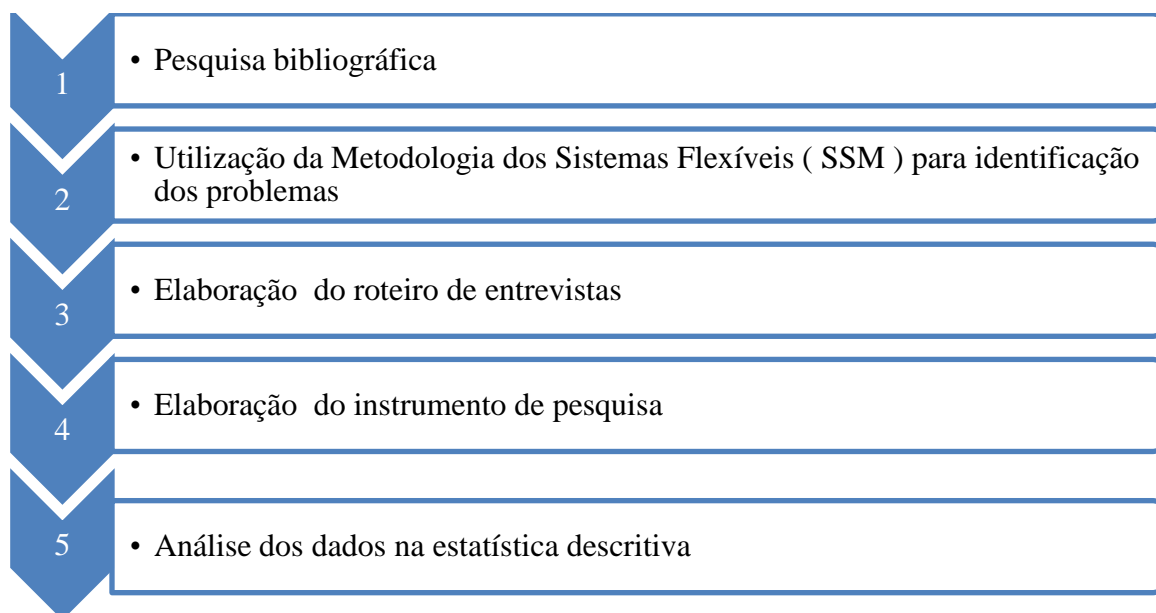 1
• Pesquisa bibliográfica
2
• Utilização da Metodologia dos Sistemas Flexíveis ( SSM ) para identificação
dos problemas
3
• Elaboração  do roteiro de entrevistas
4
• Elaboração  do instrumento de pesquisa
5
• Análise dos dados na estatística descritiva